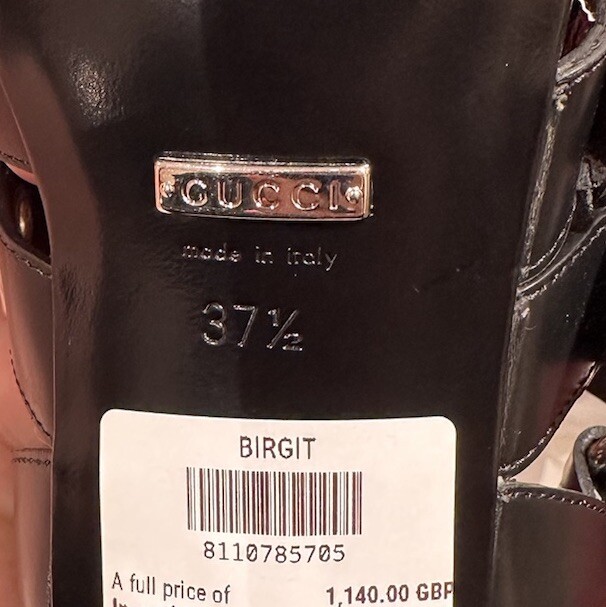 GUCCI
made in italy
37½
BIRGIT
8110785705
A full price of 1,140.00 GBP